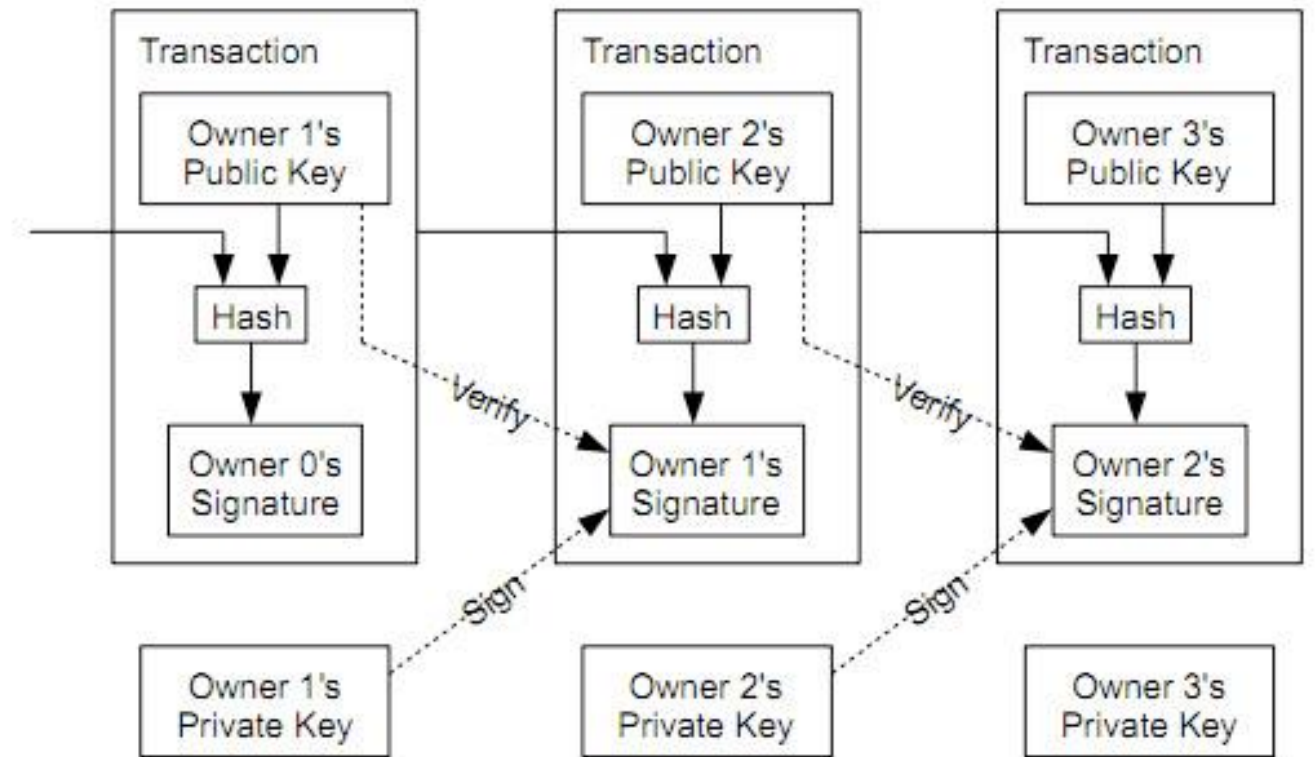 Transaction
Owner 1's
Public Key
Hash
Owner 0's
Signature
Transaction
Owner 2's
Public Key
Hash
Verify
Owner 1's
Signature
Transaction
Owner 3's
Public Key
Hash
Verify
Owner 2's
Signature
Sign
Sign
Owner 1's
Private Key
Owner 2's
Private Key
Owner 3's
Private Key